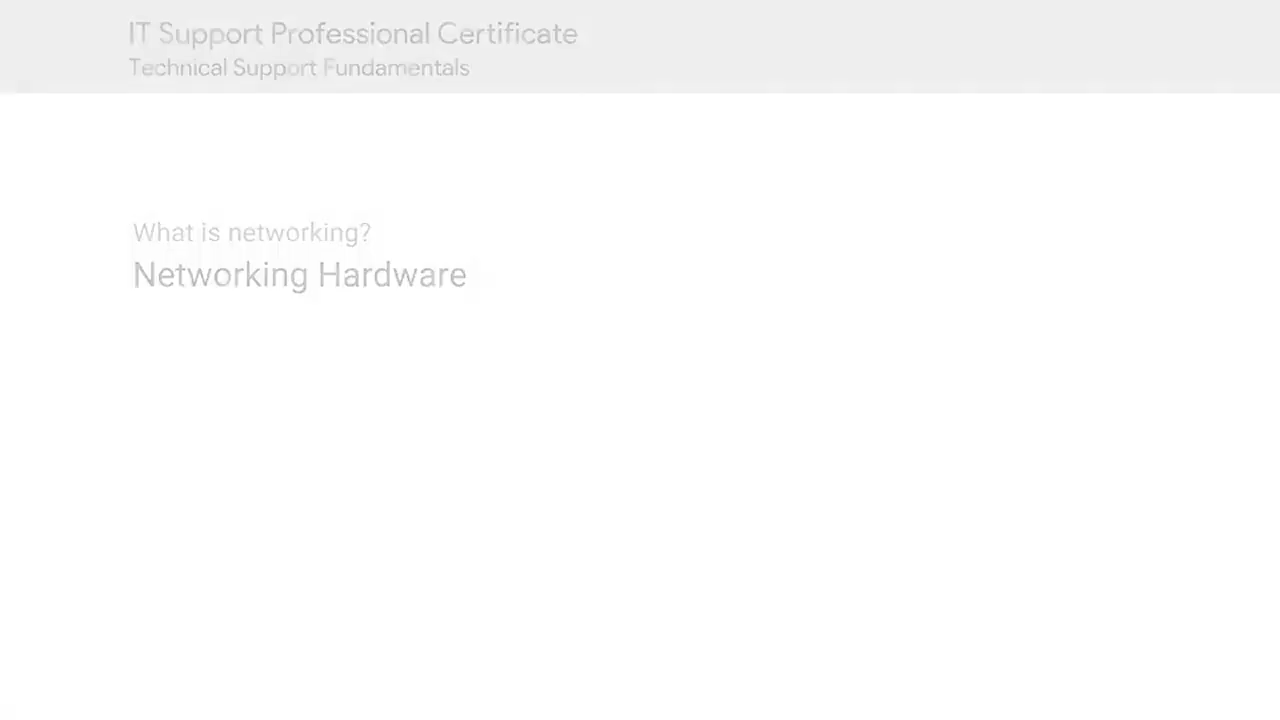 IT Support Professional Certificate
Technical Support Fundamentals
What is networking?
Networking Hardware